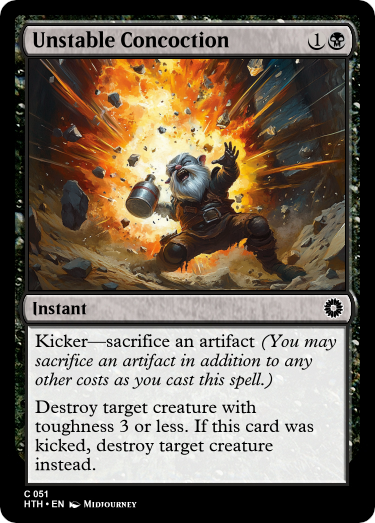 Unstable Concoction 1
Instant
Kicker—sacrifice an artifact (You may
sacrifice an artifact in addition to any
other costs as you cast this spell.)
Destroy target creature with
toughness 3 or less. If this card was
kicked, destroy target creature
instead.
C 051
HTH • EN Midjourney